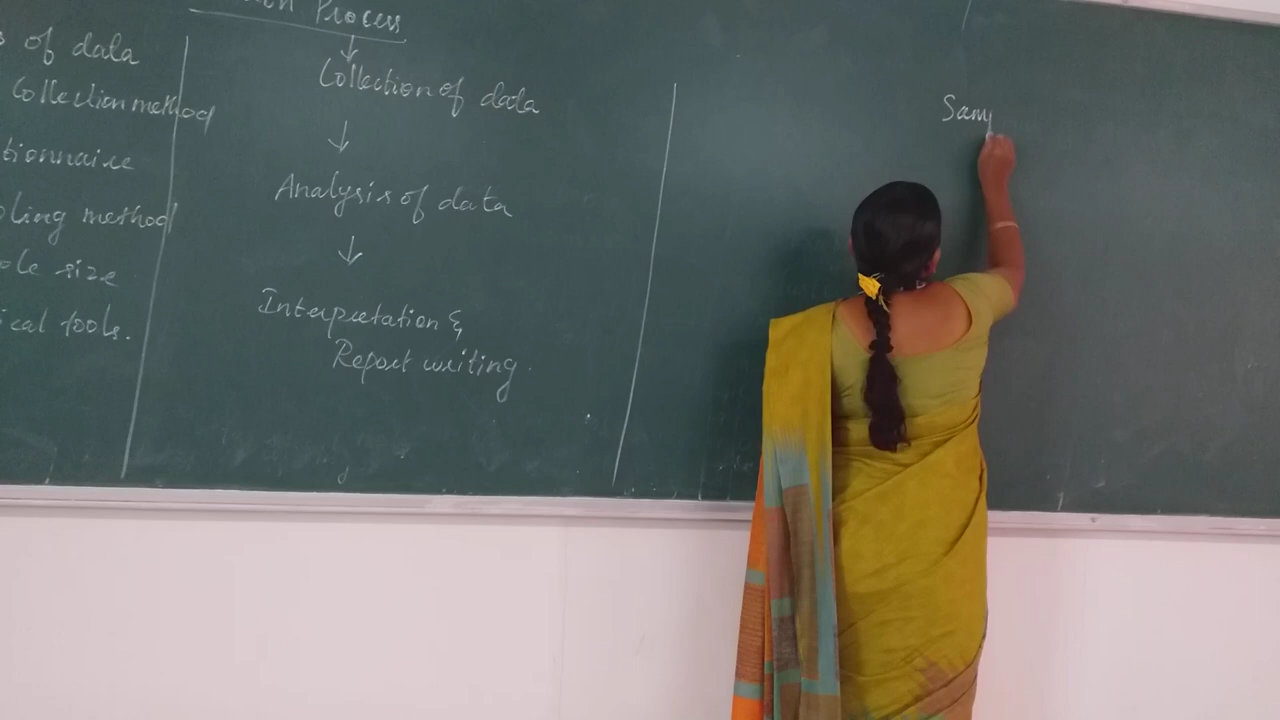 Process
of data
Collection method
tionnaire
ling method
ole size
ical tools.
Collection of data
Analysis of data
Interpretation &
Report writing.
Sam